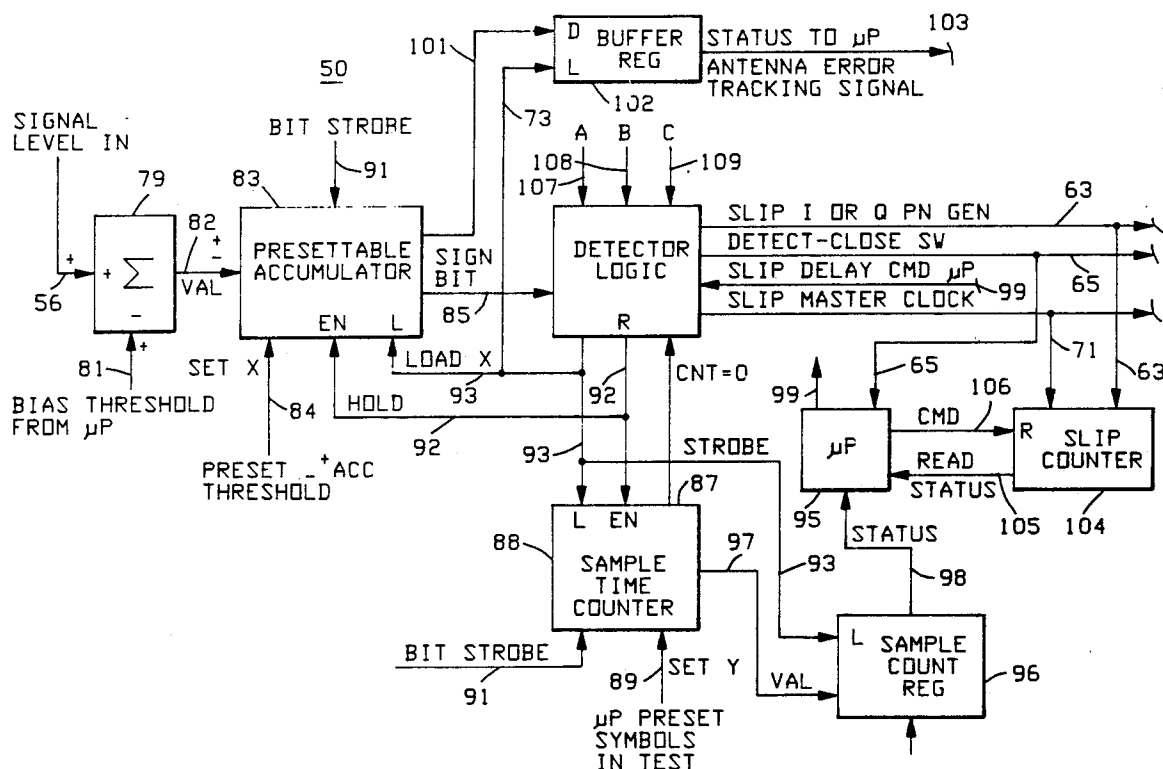 50
101
D
L
BUFFER
REG
102
STATUS TO µP
103
ANTENNA ERROR
TRACKING SIGNAL
73
SIGNAL
LEVEL IN
BIT STROBE
91
A
B
C
107
108
109
79
82
83
56
+
+
Σ
-
+
-
VAL
PRESETTABLE
ACCUMULATOR
EN
L
SIGN
BIT
85
DETECTOR
LOGIC
R
SLIP I OR Q PN GEN
63
DETECT-CLOSE SW
65
SLIP DELAY CMD µP
99
SLIP MASTER CLOCK
81
+
BIAS THRESHOLD
FROM µP
SET X
84
PRESET -+ ACC
THRESHOLD
LOAD X
93
HOLD
92
92
CNT=0
71
63
99
65
µP
95
CMD
106
READ
STATUS
105
R
SLIP
COUNTER
104
93
STROBE
87
88
L
EN
SAMPLE
TIME
COUNTER
97
93
STATUS
98
BIT STROBE
91
89
SET Y
µP PRESET
SYMBOLS
IN TEST
VAL
L
SAMPLE
COUNT
REG
96